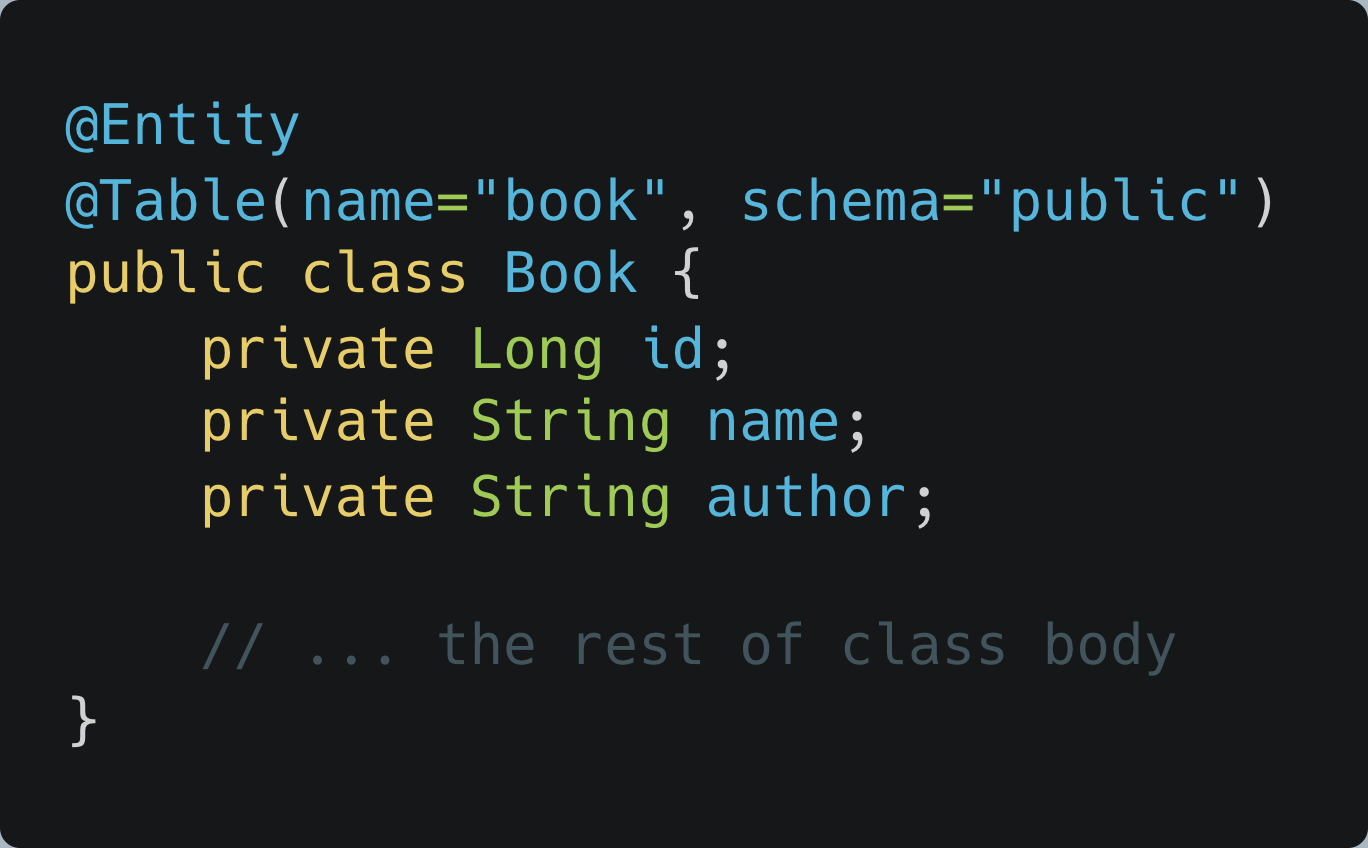 @Entity
@Table(name="book", schema="public")
public class Book {
    private Long id;
    private String name;
    private String author;

    // ... the rest of class body
}